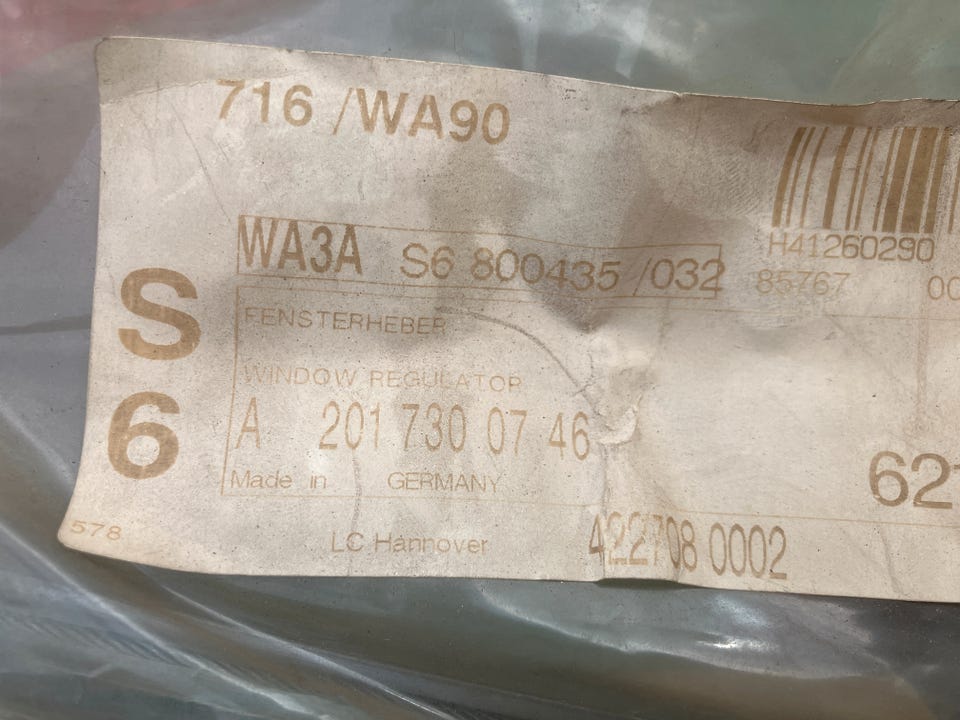 716 /WA90
H41260290
WA3A S6 800435 /032
85767 00
S
6
FENSTERHEBER
WINDOW REGULATOR
A 201 730 07 46
Made in GERMANY
62
578
LC Hannover
422708 0002